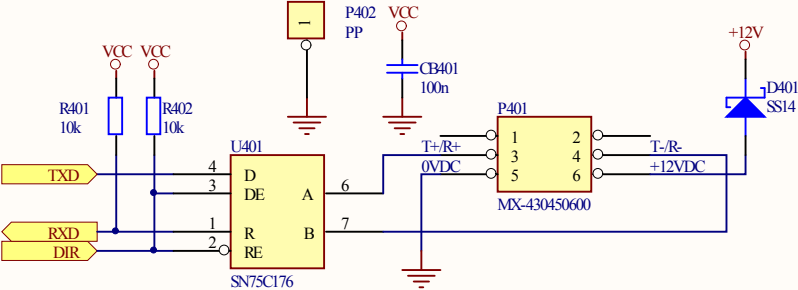 1
P402
PP
VCC
+12V
VCC
VCC
CB401
100n
D401
SS14
R401
10k
R402
10k
P401
U401
1
2
T+/R+
3
4
T-/R-
0VDC
5
6
+12VDC
TXD
4
D
3
DE
A
6
MX-430450600
RXD
1
R
B
7
DIR
2
RE
SN75C176